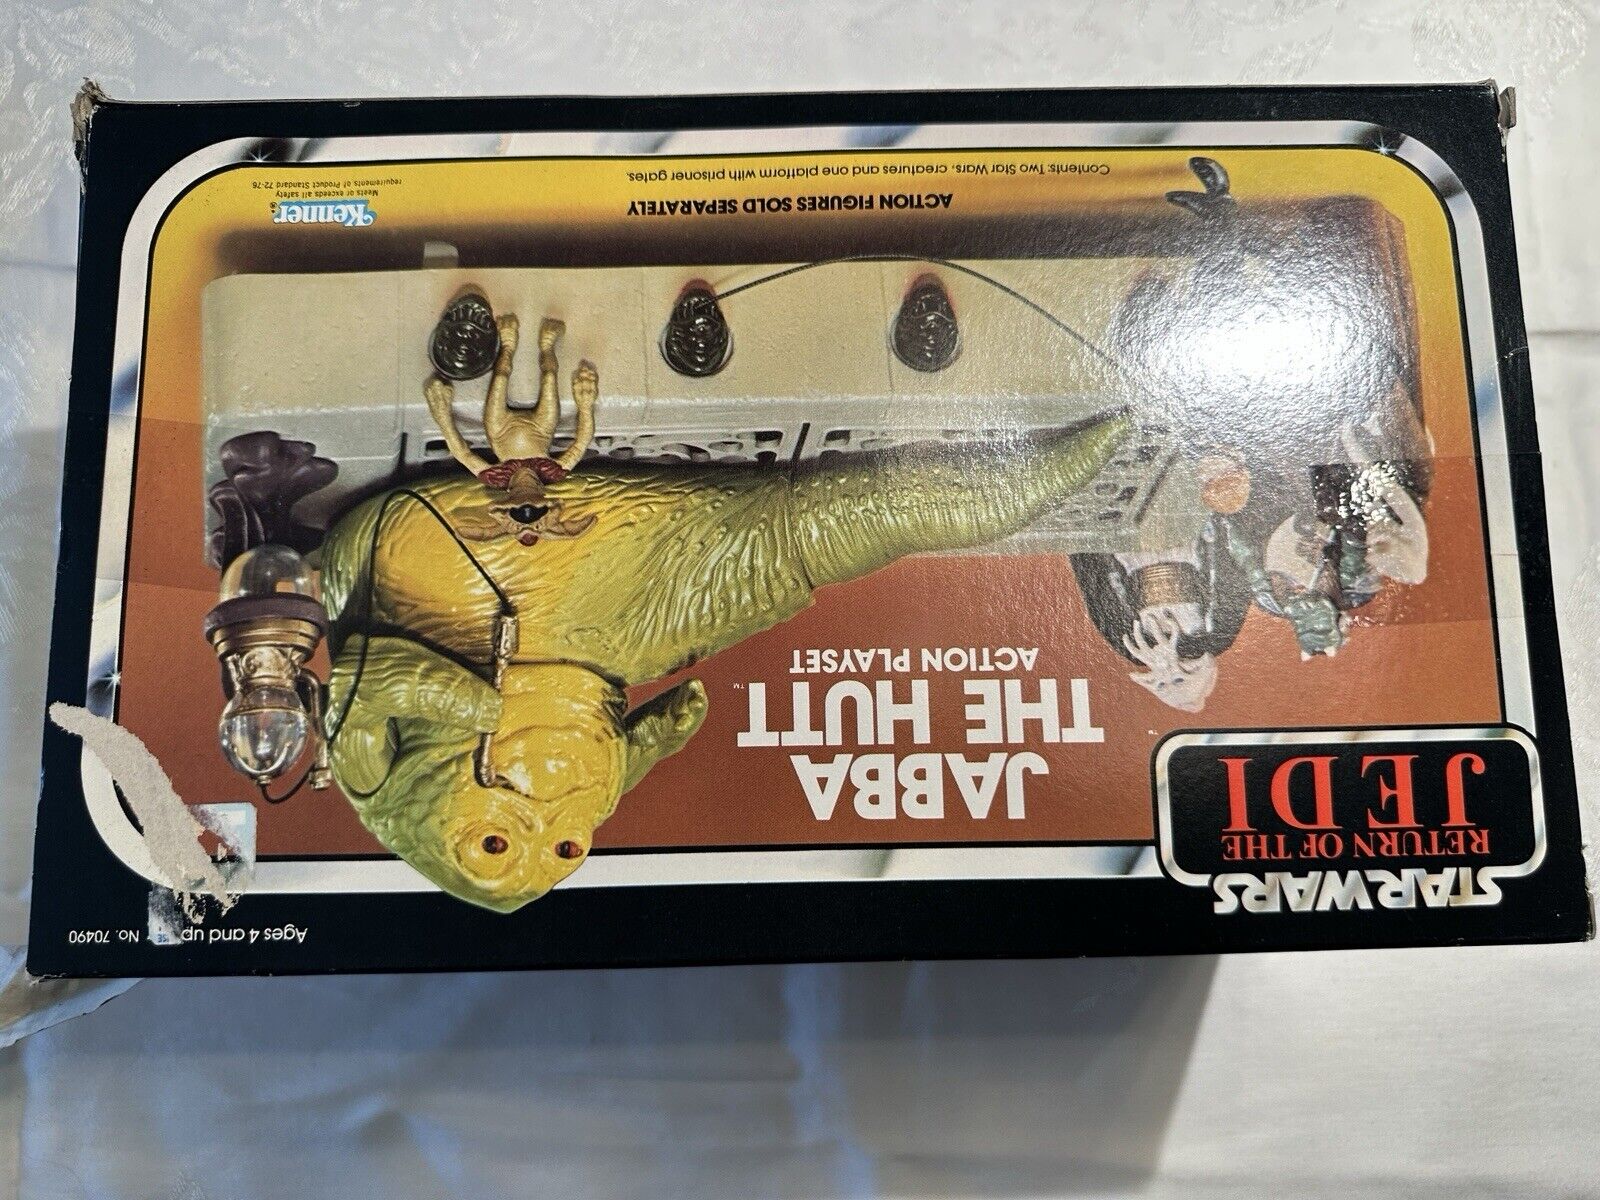 STAR WARS
RETURN OF THE
JEDI
™
JABBA
THE HUTT™
ACTION PLAYSET
Ages 4 and up
No. 70490
ACTION FIGURES SOLD SEPARATELY
Contents: Two Star Wars, creatures and one platform with prisoner gates.
Kenner®
Meets or exceeds all safety
requirements of Product Standard 72-76